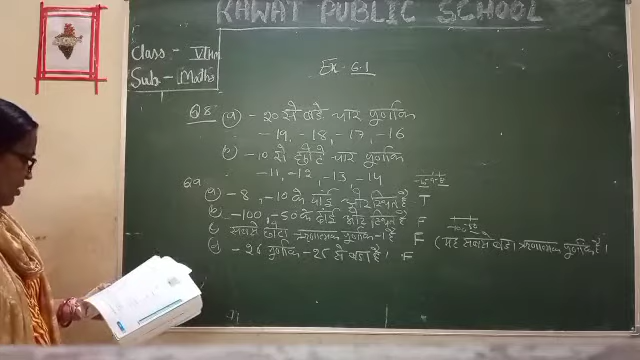 RAWAT PUBLIC SCHOOL
Class - VI
Sub - Maths
Ex - 6.1
Q8 (a) -20 से बडे चार पूर्णांक
-19, -18, -17, -16
(b) -10 से छोटे चार पूर्णांक
-11, -12, -13, -14
Q9 (a) -8, -10 के दांई ओर स्थित है T
(b) -100, -50 के दांई ओर स्थित है F
(c) सबसे छोटा ऋणात्मक पूर्णांक -1 है F (यह सबसे बडा ऋणात्मक पूर्णांक है।
(d) -26 पूर्णांक -25 से बडा है। F